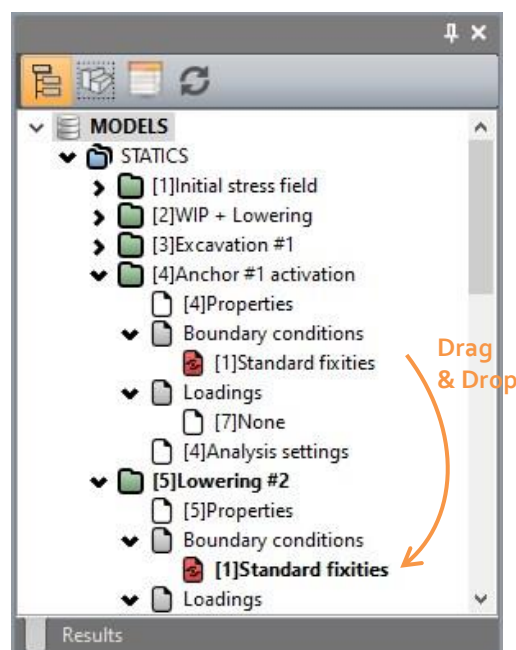 MODELS
STATICS
[1]Initial stress field
[2]WIP + Lowering
[3]Excavation #1
[4]Anchor #1 activation
[4]Properties
Boundary conditions
[1]Standard fixities
Drag
& Drop
Loadings
[7]None
[4]Analysis settings
[5]Lowering #2
[5]Properties
Boundary conditions
[1]Standard fixities
Loadings
Results